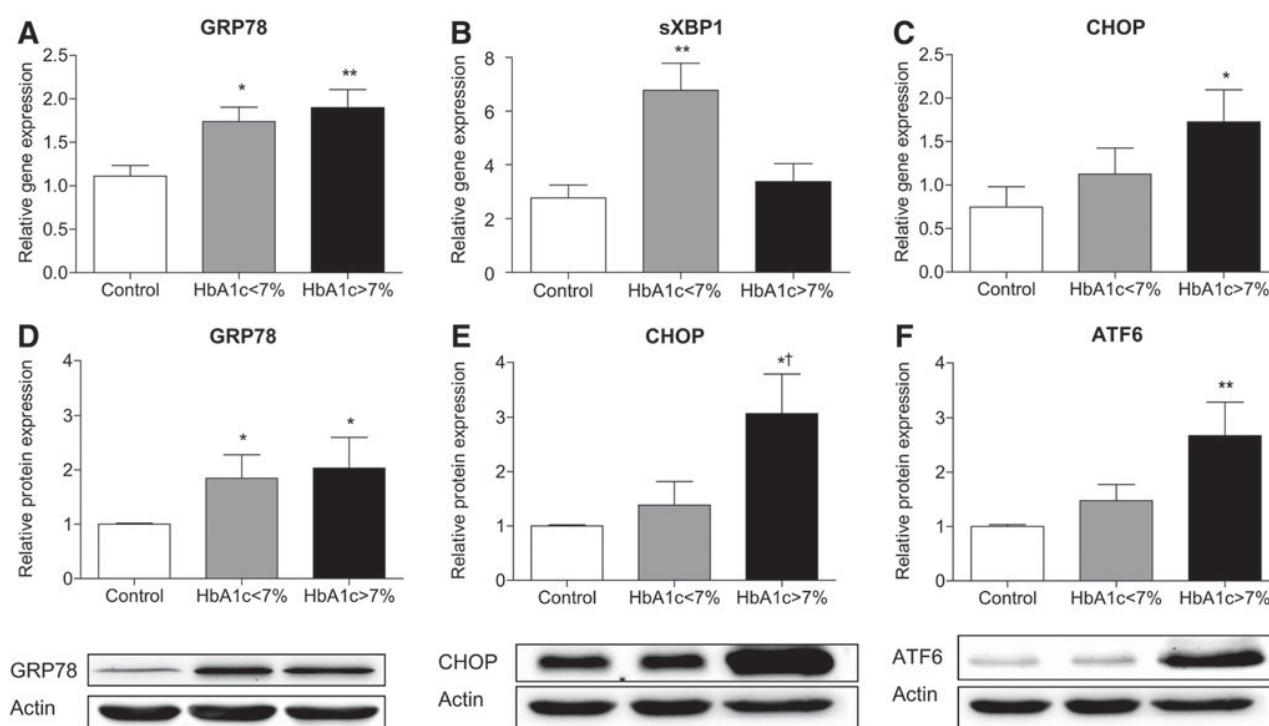 A
GRP78
Relative gene expression
2.5
2.0
1.5
1.0
0.5
0.0
*
**
Control
HbA1c<7%
HbA1c>7%
B
sXBP1
Relative gene expression
8
6
4
2
0
**
Control
HbA1c<7%
HbA1c>7%
C
CHOP
Relative gene expression
2.5
2.0
1.5
1.0
0.5
0.0
*
Control
HbA1c<7%
HbA1c>7%
D
GRP78
Relative protein expression
4
3
2
1
0
*
*
Control
HbA1c<7%
HbA1c>7%
GRP78
Actin
E
CHOP
Relative protein expression
4
3
2
1
0
*†
Control
HbA1c<7%
HbA1c>7%
CHOP
Actin
F
ATF6
Relative protein expression
4
3
2
1
0
**
Control
HbA1c<7%
HbA1c>7%
ATF6
Actin